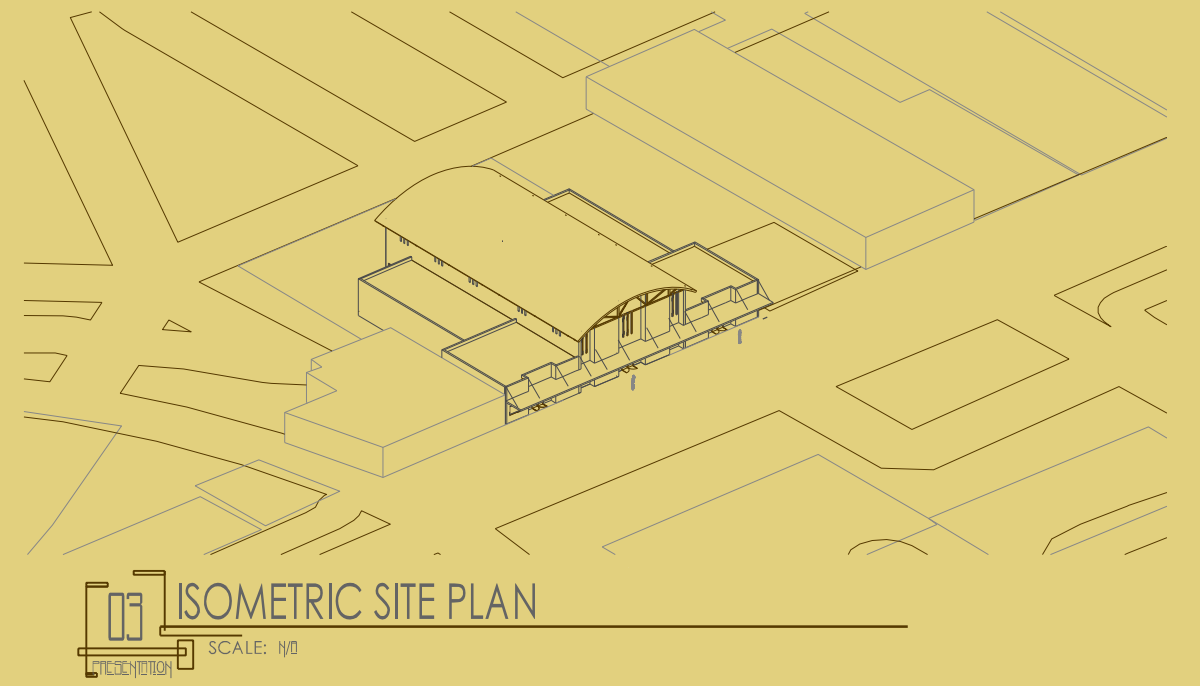 03
ISOMETRIC SITE PLAN
SCALE: N/A
PRESENTATION